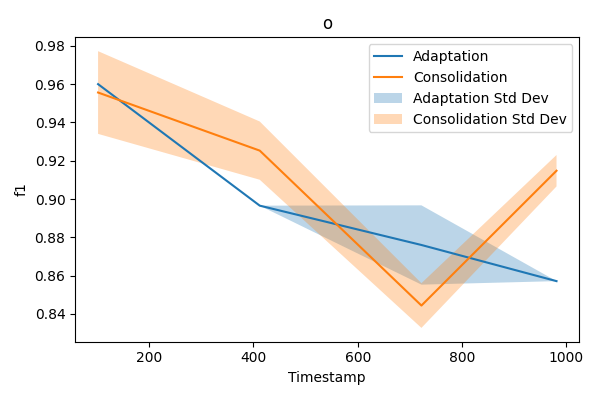 o
0.98
0.96
0.94
0.92
0.90
0.88
0.86
0.84
f1
200
400
600
800
1000
Timestamp
Adaptation
Consolidation
Adaptation Std Dev
Consolidation Std Dev